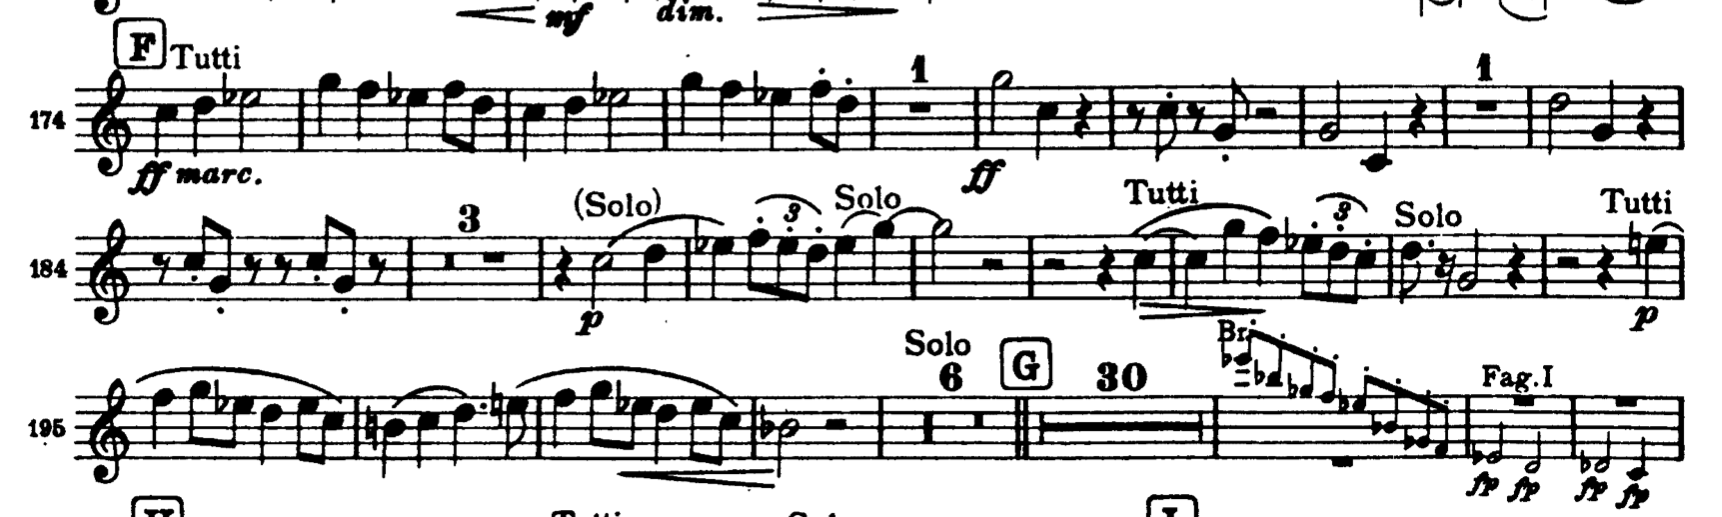 mf dim.
F Tutti
1 1
174
ff marc. ff
3 (Solo) 3 Solo Tutti 3 Solo Tutti
184
p p
Solo
6 G 30 Br. Fag. I
195
fp fp fp fp